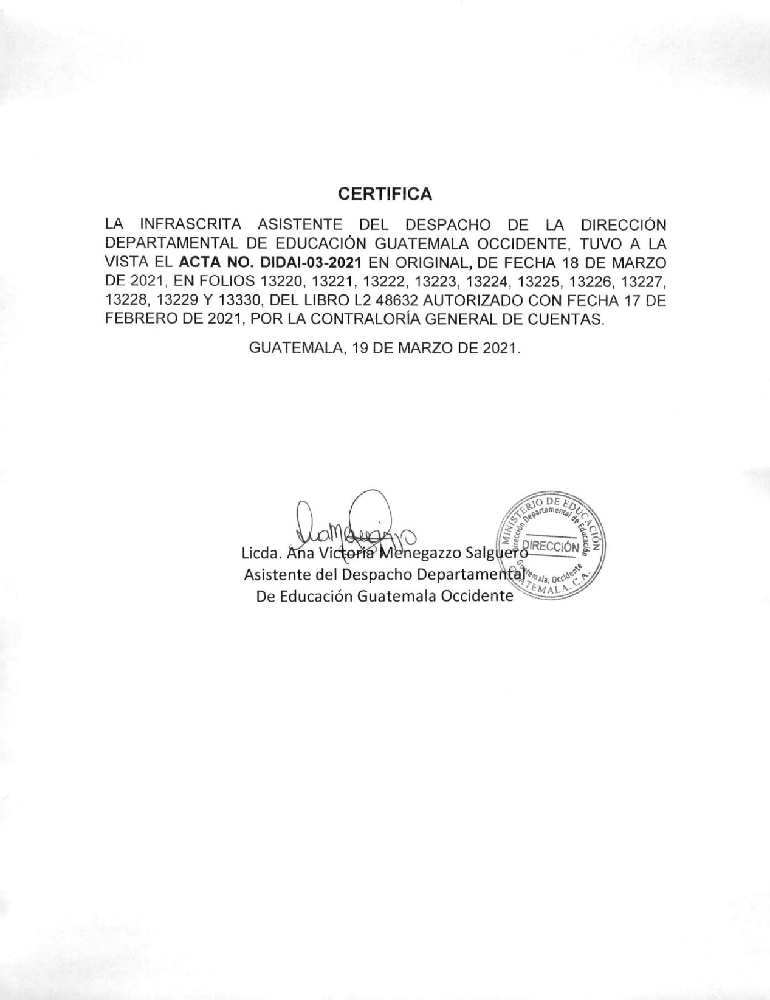 CERTIFICA
LA INFRASCRITA ASISTENTE DEL DESPACHO DE LA DIRECCIÓN
DEPARTAMENTAL DE EDUCACIÓN GUATEMALA OCCIDENTE, TUVO A LA
VISTA EL ACTA NO. DIDAI-03-2021 EN ORIGINAL, DE FECHA 18 DE MARZO
DE 2021, EN FOLIOS 13220, 13221, 13222, 13223, 13224, 13225, 13226, 13227,
13228, 13229 Y 13330, DEL LIBRO L2 48632 AUTORIZADO CON FECHA 17 DE
FEBRERO DE 2021, POR LA CONTRALORÍA GENERAL DE CUENTAS.
GUATEMALA, 19 DE MARZO DE 2021.
Licda. Ana Victoria Menegazzo Salguero
Asistente del Despacho Departamental
De Educación Guatemala Occidente
MINISTERIO DE EDUCACIÓN
Dirección Departamental de Educación
DIRECCIÓN
Guatemala, Occidente
GUATEMALA, C.A.